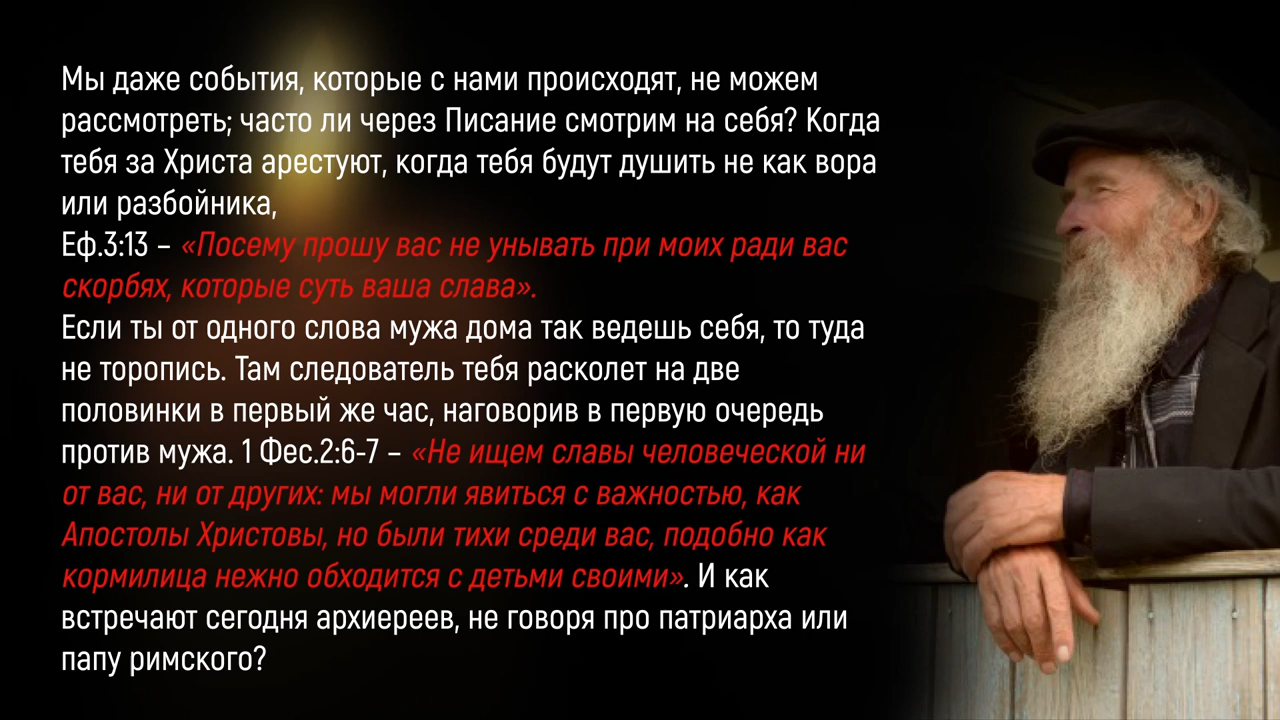 Мы даже события, которые с нами происходят, не можем
рассмотреть; часто ли через Писание смотрим на себя? Когда
тебя за Христа арестуют, когда тебя будут душить не как вора
или разбойника,
Еф.3:13 – «Посему прошу вас не унывать при моих ради вас
скорбях, которые суть ваша слава».
Если ты от одного слова мужа дома так ведешь себя, то туда
не торопись. Там следователь тебя расколет на две
половинки в первый же час, наговорив в первую очередь
против мужа. 1 Фес.2:6-7 – «Не ищем славы человеческой ни
от вас, ни от других: мы могли явиться с важностью, как
Апостолы Христовы, но были тихи среди вас, подобно как
кормилица нежно обходится с детьми своими». И как
встречают сегодня архиереев, не говоря про патриарха или
папу римского?